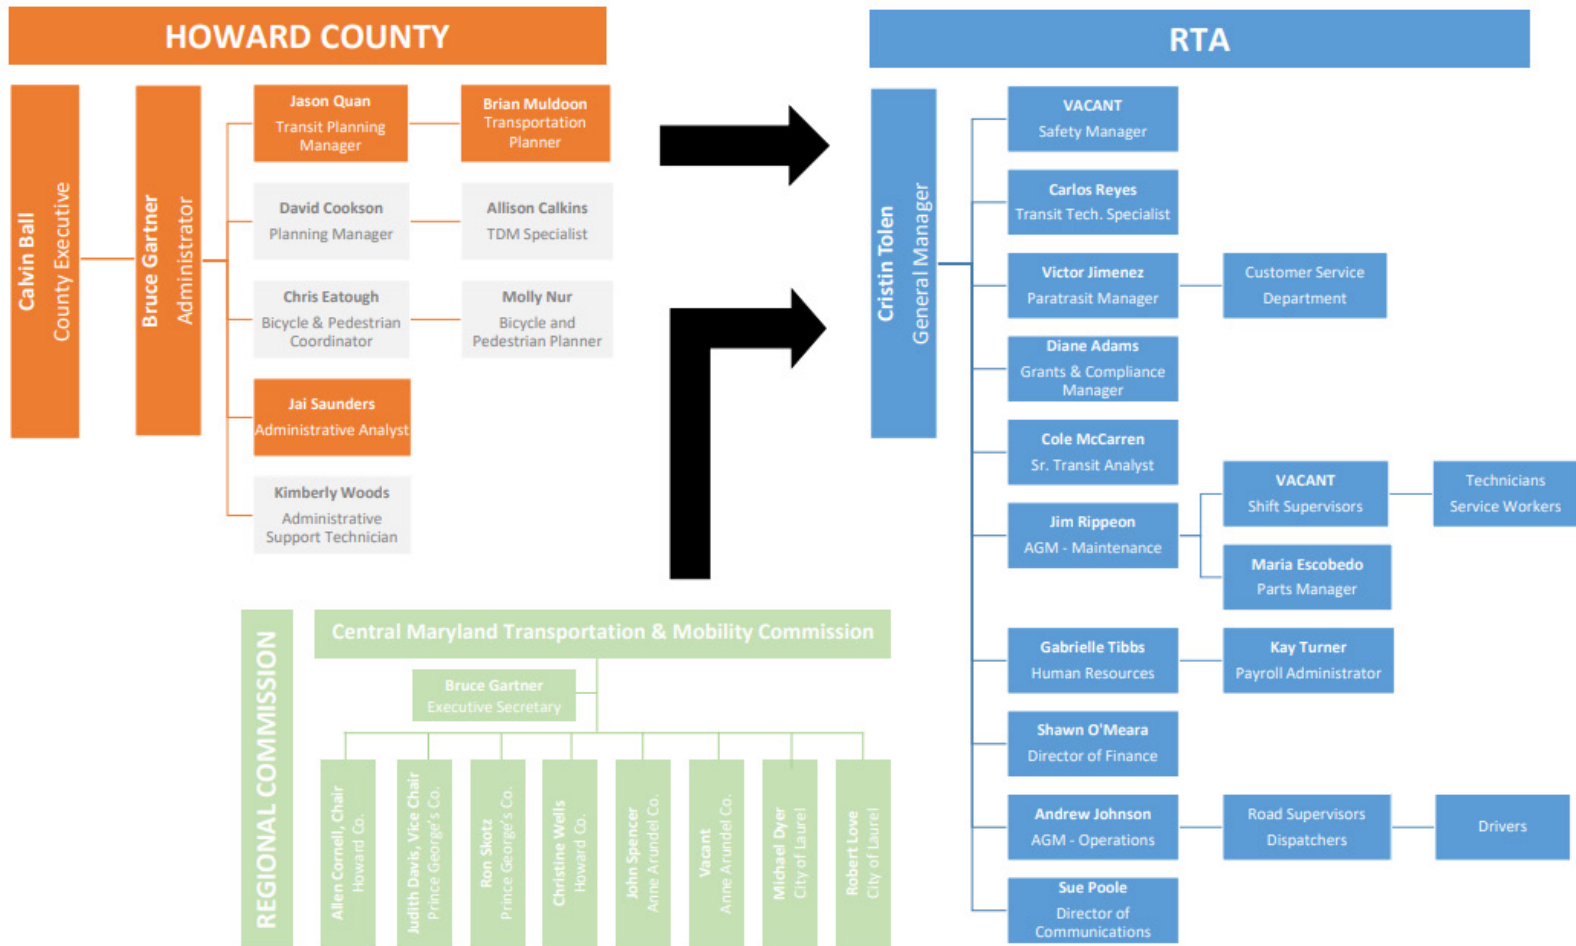 HOWARD COUNTY
Calvin Ball
County Executive
Bruce Gartner
Administrator
Jason Quan
Transit Planning
Manager
Brian Muldoon
Transportation
Planner
David Cookson
Planning Manager
Allison Calkins
TDM Specialist
Chris Eatough
Bicycle & Pedestrian
Coordinator
Molly Nur
Bicycle and
Pedestrian Planner
Jai Saunders
Administrative Analyst
Kimberly Woods
Administrative
Support Technician
REGIONAL COMMISSION
Central Maryland Transportation & Mobility Commission
Bruce Gartner
Executive Secretary
Allen Cornell, Chair
Howard Co.
Judith Davis, Vice Chair
Prince George's Co.
Ron Skotz
Prince George's Co.
Christine Wells
Howard Co.
John Spencer
Anne Arundel Co.
Vacant
Anne Arundel Co.
Michael Dyer
City of Laurel
Robert Love
City of Laurel
RTA
Cristin Tolen
General Manager
VACANT
Safety Manager
Carlos Reyes
Transit Tech. Specialist
Victor Jimenez
Paratrasit Manager
Customer Service
Department
Diane Adams
Grants & Compliance
Manager
Cole McCarren
Sr. Transit Analyst
Jim Rippeon
AGM - Maintenance
VACANT
Shift Supervisors
Technicians
Service Workers
Maria Escobedo
Parts Manager
Gabrielle Tibbs
Human Resources
Kay Turner
Payroll Administrator
Shawn O'Meara
Director of Finance
Andrew Johnson
AGM - Operations
Road Supervisors
Dispatchers
Drivers
Sue Poole
Director of
Communications